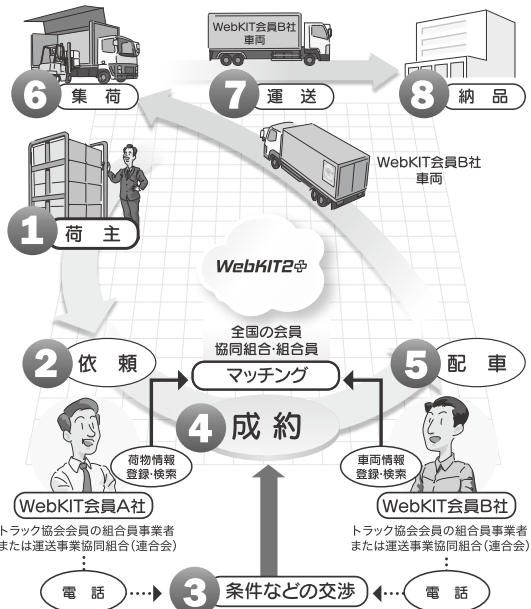 WebKIT会員B社
車両
6 集荷
7 運送
8 納品
WebKIT会員B社
車両
1 荷主
WebKIT2+
全国の会員
協同組合・組合員
マッチング
2 依頼
5 配車
4 成約
荷物情報
登録・検索
車両情報
登録・検索
WebKIT会員A社
トラック協会会員の組合員事業者
または運送事業協同組合（連合会）
WebKIT会員B社
トラック協会会員の組合員事業者
または運送事業協同組合（連合会）
電話
3 条件などの交渉
電話